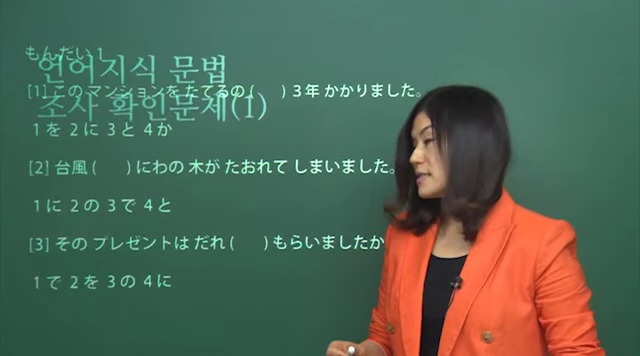 もんだい1
언어지식 문법
[1] このマンションを たてるの (　　) 3年 かかりました。
조사 확인문제(1)
1 を 2 に 3 と 4 か
[2] 台風 (　　) にわの 木が たおれて しまいました。
1 に 2 の 3 で 4 と
[3] その プレゼントは だれ (　　) もらいましたか
1 で 2 を 3 の 4 に